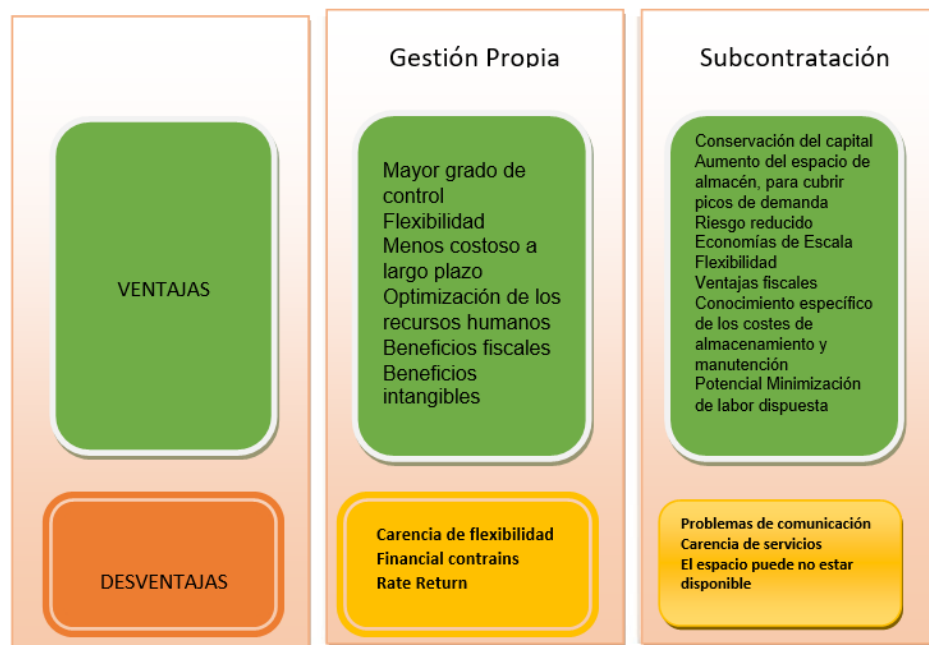 Gestión Propia
Subcontratación
VENTAJAS
Mayor grado de
control
Flexibilidad
Menos costoso a
largo plazo
Optimización de los
recursos humanos
Beneficios fiscales
Beneficios
intangibles
Conservación del capital
Aumento del espacio de
almacén, para cubrir
picos de demanda
Riesgo reducido
Economías de Escala
Flexibilidad
Ventajas fiscales
Conocimiento específico
de los costes de
almacenamiento y
manutención
Potencial Minimización
de labor dispuesta
DESVENTAJAS
Carencia de flexibilidad
Financial contrains
Rate Return
Problemas de comunicación
Carencia de servicios
El espacio puede no estar
disponible